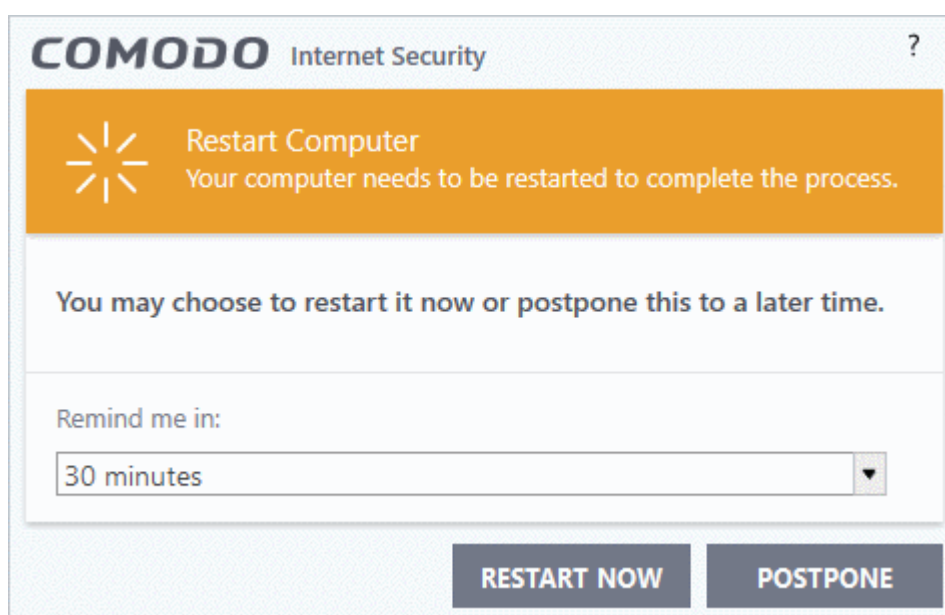 COMODO Internet Security ?
Restart Computer
Your computer needs to be restarted to complete the process.
You may choose to restart it now or postpone this to a later time.
Remind me in:
30 minutes
RESTART NOW POSTPONE